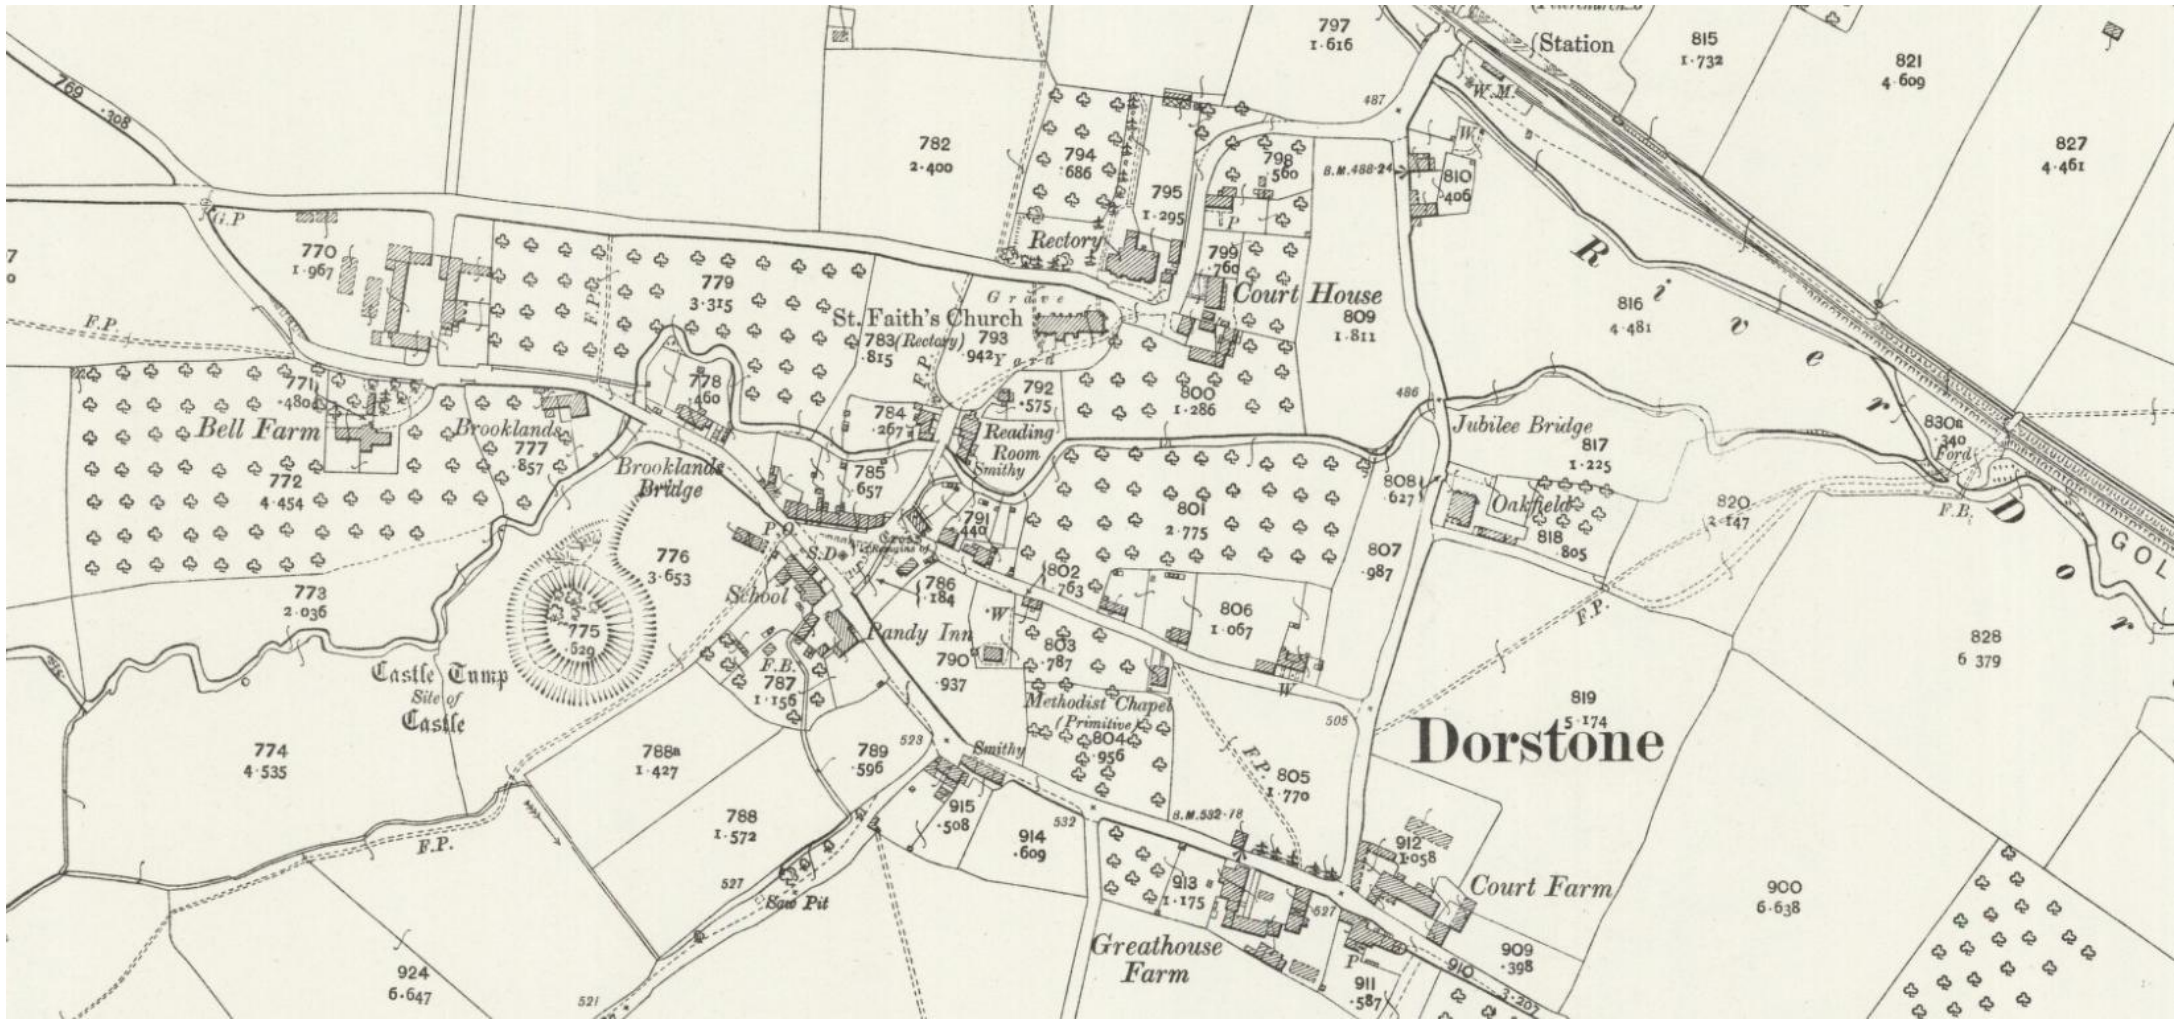 (Station
797
1·616
815
1·732
821
4·609
827
4·461
769
·308
487
W.M.
782
2·400
794
·686
798
·560
795
1·295
W
B.M.488·24
810
·406
G.P
770
1·967
Rectory
P
799
·760
River Dor
779
3·315
F.P.
Grave Yard
Court House
809
1·811
816
4·481
F.P.
St. Faith's Church
783 (Rectory)
·815
793
·942
F.P.
771
·480
778
·460
792
·575
800
1·286
486
Jubilee Bridge
817
1·225
830a
·340
Ford
Bell Farm
Brooklands
777
·857
784
·267
Reading
Room
Smithy
772
4·454
Brooklands
Bridge
785
·657
808
·627
Oakfield
820
2·147
F.B.
801
2·775
791
·440
P.O.
S.D.
Cross
(Remains of)
776
3·653
818
·805
807
·987
GOL
773
2·036
School
786
·184
802
·763
806
1·067
W
F.P.
775
·529
Pandy Inn
803
·787
828
6·379
F.B.
787
1·156
790
·937
Castle Tump
Site of
Castle
W
819
5·174
Methodist Chapel
(Primitive)
804
·956
505
Dorstone
774
4·535
788a
1·427
789
·596
523
Smithy
F.P.
805
1·770
788
1·572
915
·508
532
B.M.532·18
914
·609
F.P.
912
1·058
527
Saw Pit
913
1·175
527
Court Farm
900
6·638
Greathouse
Farm
909
·398
P
910
3·207
911
·587
924
6·647
521